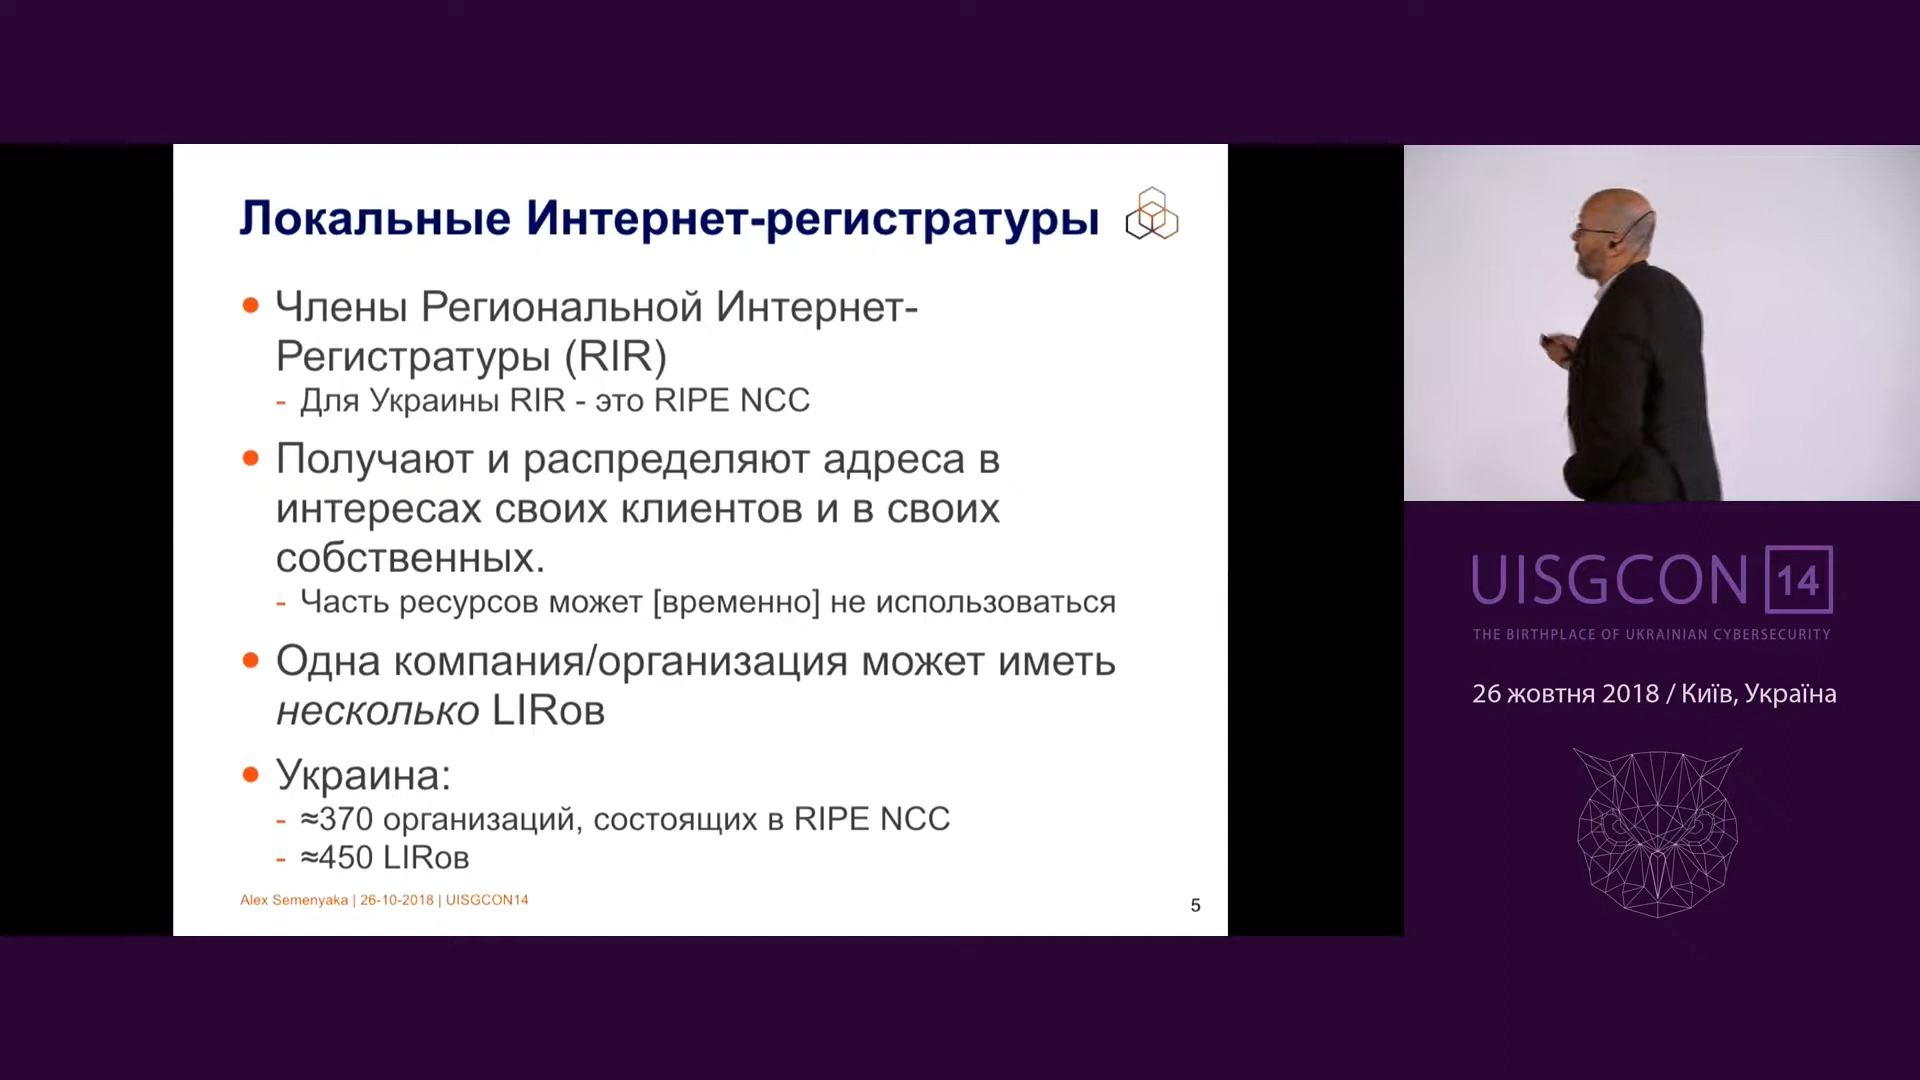 Локальные Интернет-регистратуры
• Члены Региональной Интернет-
Регистратуры (RIR)
- Для Украины RIR - это RIPE NCC
• Получают и распределяют адреса в
интересах своих клиентов и в своих
собственных.
- Часть ресурсов может [временно] не использоваться
• Одна компания/организация может иметь
несколько LIRов
• Украина:
- ≈370 организаций, состоящих в RIPE NCC
- ≈450 LIRов
Alex Semenyaka | 26-10-2018 | UISGCON14
5
UISGCON 14
THE BIRTHPLACE OF UKRAINIAN CYBERSECURITY
26 жовтня 2018 / Київ, Україна